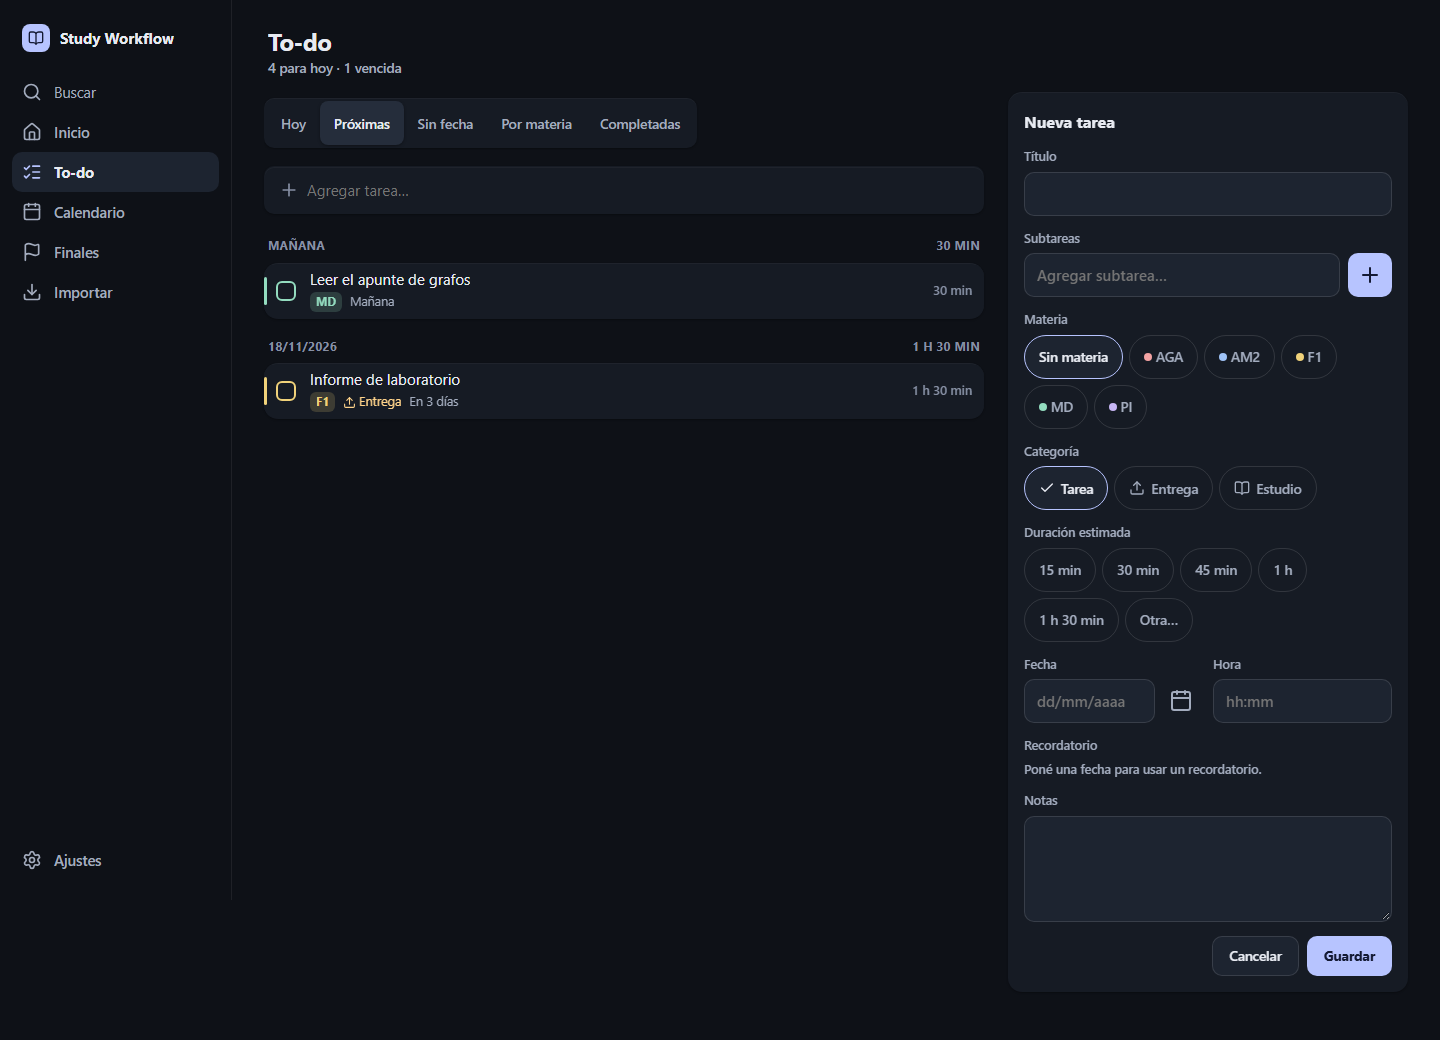 Study Workflow
Buscar
Inicio
To-do
Calendario
Finales
Importar
Ajustes
To-do
4 para hoy · 1 vencida
Hoy Próximas Sin fecha Por materia Completadas
Agregar tarea...
MAÑANA 30 MIN
Leer el apunte de grafos
MD Mañana 30 min
18/11/2026 1 H 30 MIN
Informe de laboratorio
F1 Entrega En 3 días 1 h 30 min
Nueva tarea
Título
Subtareas
Agregar subtarea...
Materia
Sin materia AGA AM2 F1
MD PI
Categoría
Tarea Entrega Estudio
Duración estimada
15 min 30 min 45 min 1 h
1 h 30 min Otra...
Fecha Hora
dd/mm/aaaa hh:mm
Recordatorio
Poné una fecha para usar un recordatorio.
Notas
Cancelar Guardar